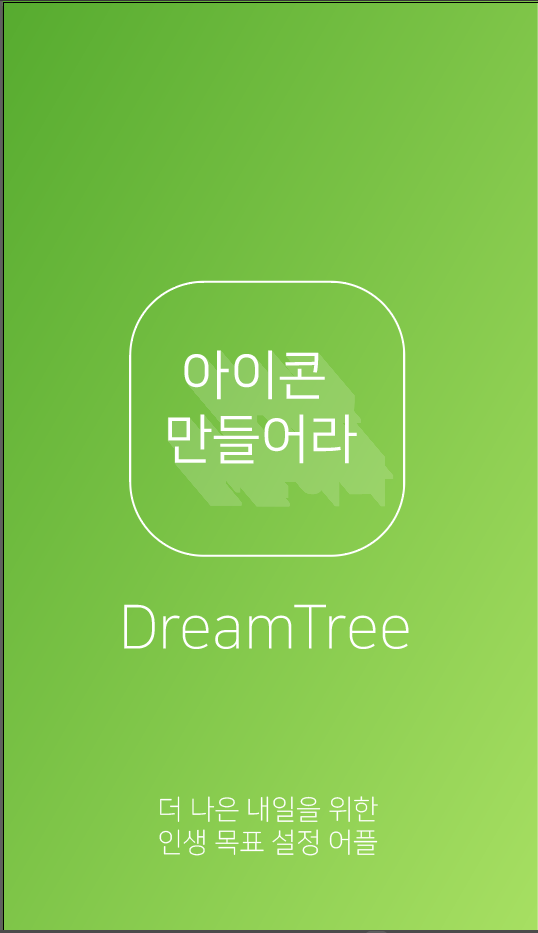 아이콘
만들어라
DreamTree
더 나은 내일을 위한
인생 목표 설정 어플